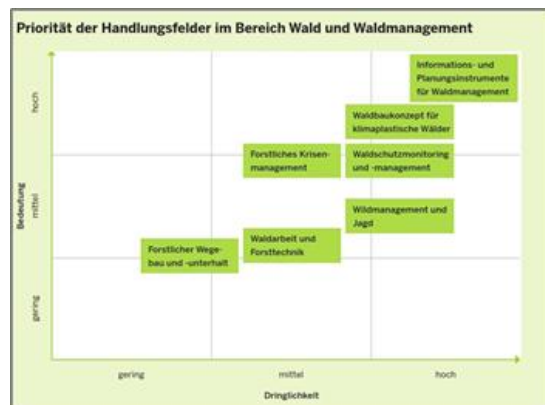 Priorität der Handlungsfelder im Bereich Wald und Waldmanagement
Informations- und
Planungsinstrumente
für Waldmanagement
Waldbaukonzept für
klimaplastische Wälder
Forstliches Krisen-
management
Waldschutzmonitoring
und -management
Wildmanagement und
Jagd
Waldarbeit und
Forsttechnik
Forstlicher Wege-
bau und -unterhalt
Bedeutung
hoch
mittel
gering
gering
mittel
hoch
Dringlichkeit